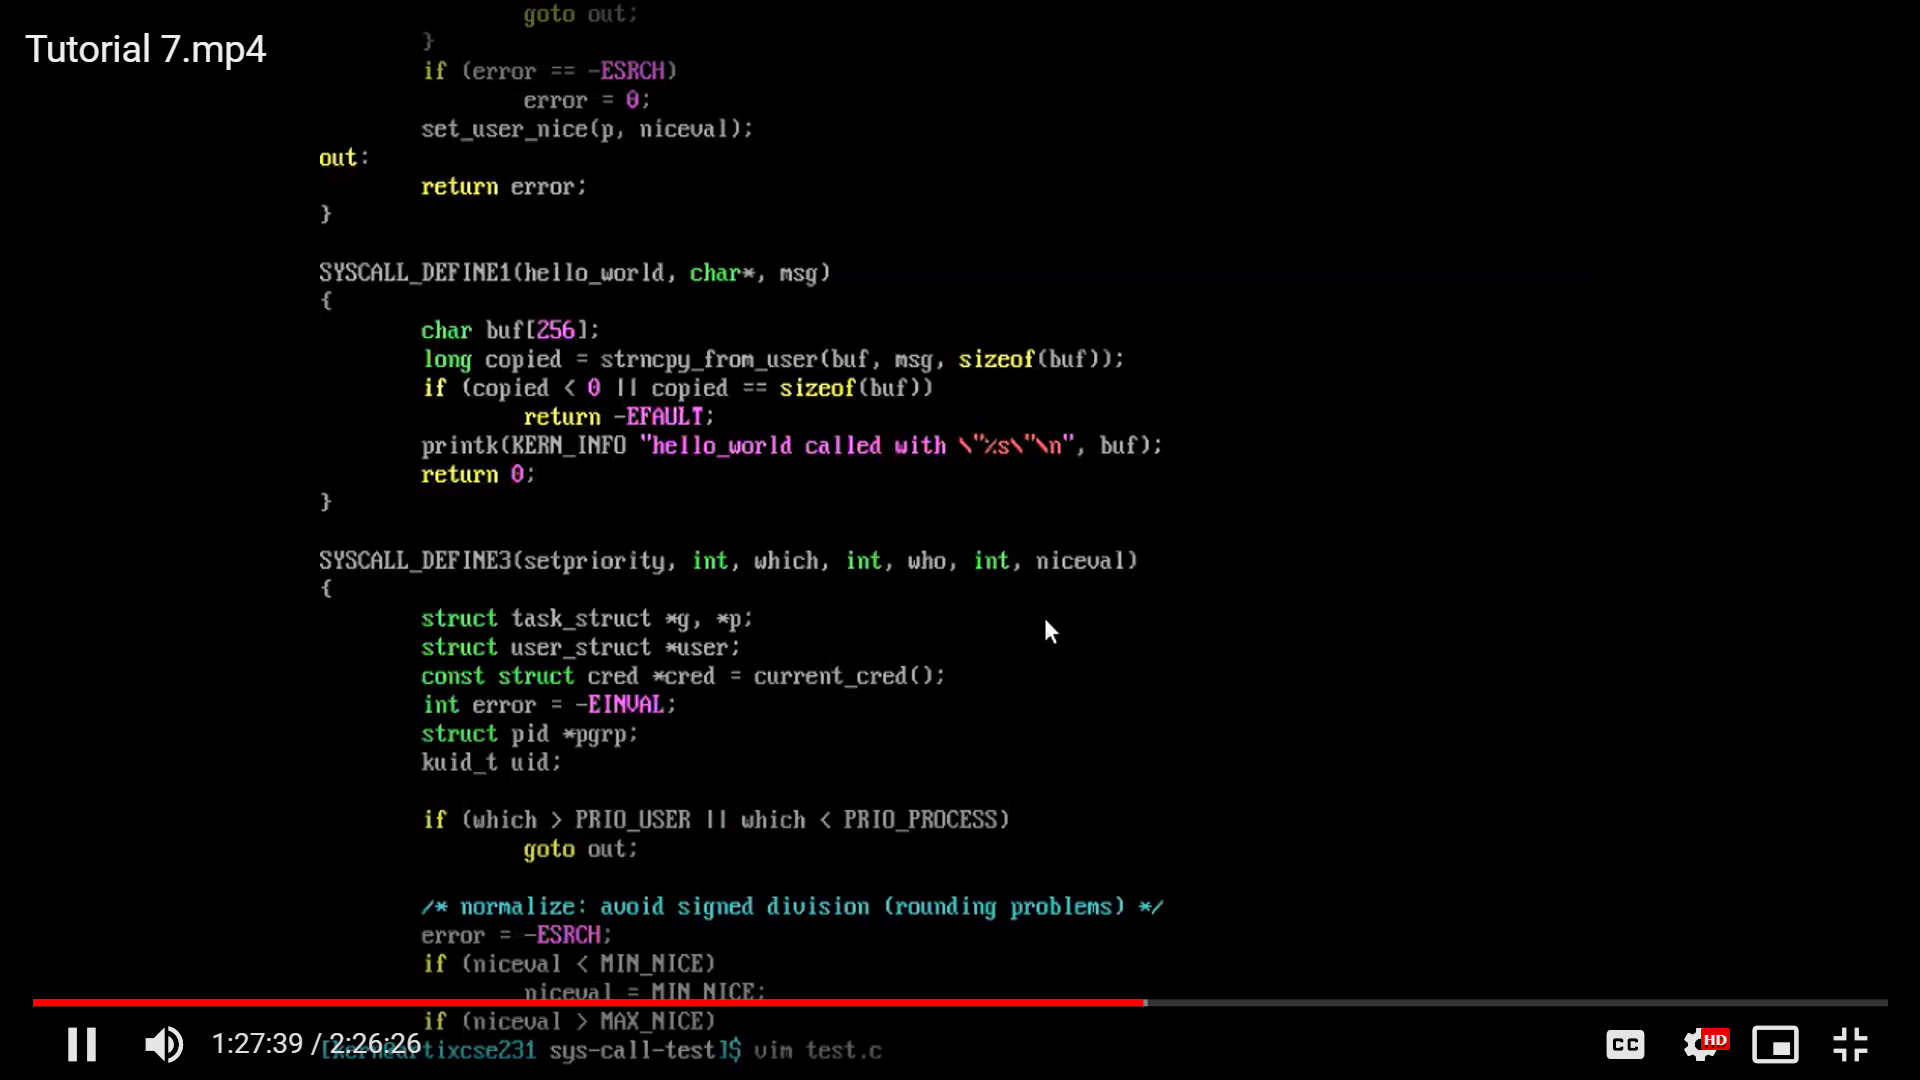 goto out;
Tutorial 7.mp4
}
if (error == -ESRCH)
error = 0;
set_user_nice(p, niceval);
out:
return error;
}
SYSCALL_DEFINE1(hello_world, char*, msg)
{
char buf[256];
long copied = strncpy_from_user(buf, msg, sizeof(buf));
if (copied < 0 || copied == sizeof(buf))
return -EFAULT;
printk(KERN_INFO "hello_world called with \"%s\"\n", buf);
return 0;
}
SYSCALL_DEFINE3(setpriority, int, which, int, who, int, niceval)
{
struct task_struct *g, *p;
struct user_struct *user;
const struct cred *cred = current_cred();
int error = -EINVAL;
struct pid *pgrp;
kuid_t uid;
if (which > PRIO_USER || which < PRIO_PROCESS)
goto out;
/* normalize: avoid signed division (rounding problems) */
error = -ESRCH;
if (niceval < MIN_NICE)
niceval = MIN_NICE;
if (niceval > MAX_NICE)
1:27:39 / 2:26:26
sys-call-test]$ vim test.c
CC
HD